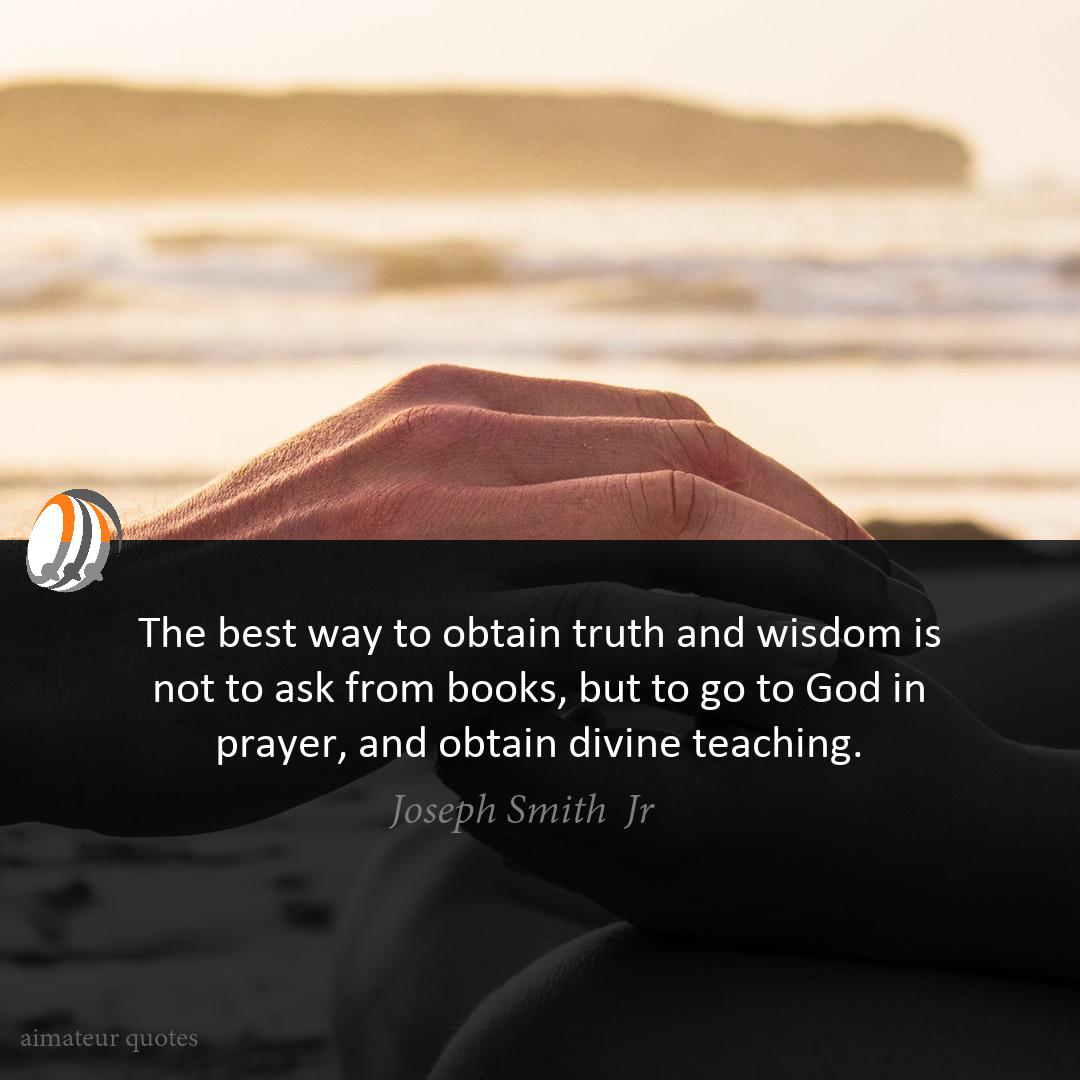 The best way to obtain truth and wisdom is
not to ask from books, but to go to God in
prayer, and obtain divine teaching.
Joseph Smith  Jr
aimateur quotes